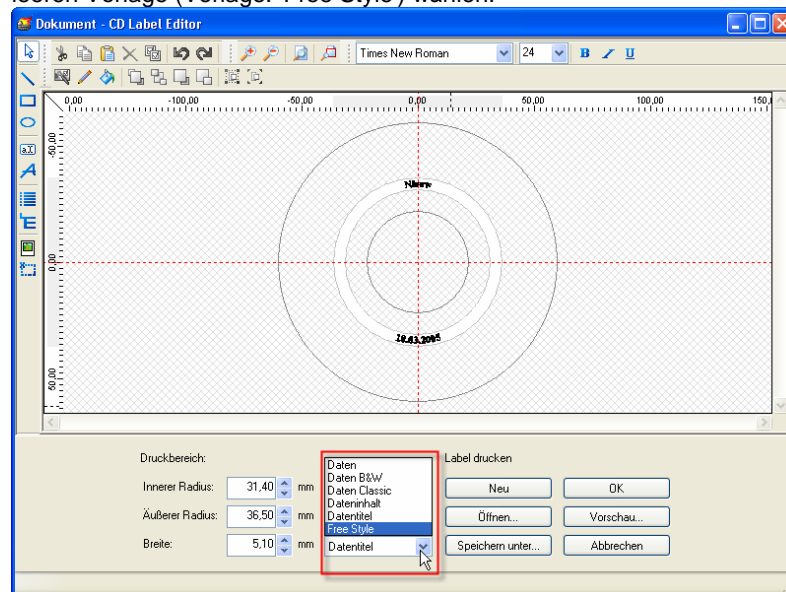 leeren Vorlage (Vorlage: 'Free Style') wählen:
Dokument - CD Label Editor
Times New Roman 24 B I U
0,00 -100,00 -50,00 0,00 50,00 100,00 150,
-50,00
0,00
50,00
18.03.2005
Druckbereich:
Innerer Radius: 31,40 mm
Äußerer Radius: 36,50 mm
Breite: 5,10 mm
Daten
Daten B&W
Daten Classic
Dateninhalt
Datentitel
Free Style
Datentitel
Label drucken
Neu OK
Öffnen... Vorschau...
Speichern unter... Abbrechen